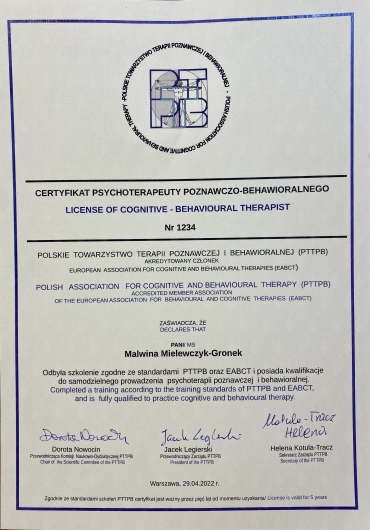 POLSKIE TOWARZYSTWO TERAPII POZNAWCZEJ I BEHAWIORALNEJ - POLISH ASSOCIATION FOR COGNITIVE AND BEHAVIOURAL THERAPY -
PTTPB
CERTYFIKAT PSYCHOTERAPEUTY POZNAWCZO-BEHAWIORALNEGO
LICENSE OF COGNITIVE - BEHAVIOURAL THERAPIST
Nr 1234
POLSKIE TOWARZYSTWO TERAPII POZNAWCZEJ I BEHAWIORALNEJ (PTTPB)
AKREDYTOWANY CZŁONEK
EUROPEAN ASSOCIATION FOR COGNITIVE AND BEHAVIOURAL THERAPIES (EABCT)
POLISH ASSOCIATION FOR COGNITIVE AND BEHAVIOURAL THERAPY (PTTPB)
ACCREDITED MEMBER ASSOCIATION
OF THE EUROPEAN ASSOCIATION FOR BEHAVIOURAL AND COGNITIVE THERAPIES (EABCT)
ZAŚWIADCZA, ŻE
DECLARES THAT
PANI/ MS
Malwina Mielewczyk-Gronek
Odbyła szkolenie zgodne ze standardami PTTPB oraz EABCT i posiada kwalifikacje
do samodzielnego prowadzenia psychoterapii poznawczej i behawioralnej.
Completed a training according to the training standards of PTTPB and EABCT,
and is fully qualified to practice cognitive and behavioural therapy
Dorota Nowocin
Jacek Legierski
Kotula-Tracz
Helena
Dorota Nowocin
Przewodnicząca Komisji Naukowo-Dydaktycznej PTTPB
Chair of the Scientific Committee of the PTTPB
Jacek Legierski
Przewodniczący Zarządu PTTPB
President of the PTTPB
Helena Kotula-Tracz
Sekretarz Zarządu PTTPB
Secretary of the PTTPB
Warszawa, 29.04.2022 r.
Zgodnie ze standardami szkoleń PTTPB certyfikat jest ważny przez pięć lat od momentu uzyskania/ License is valid for 5 years